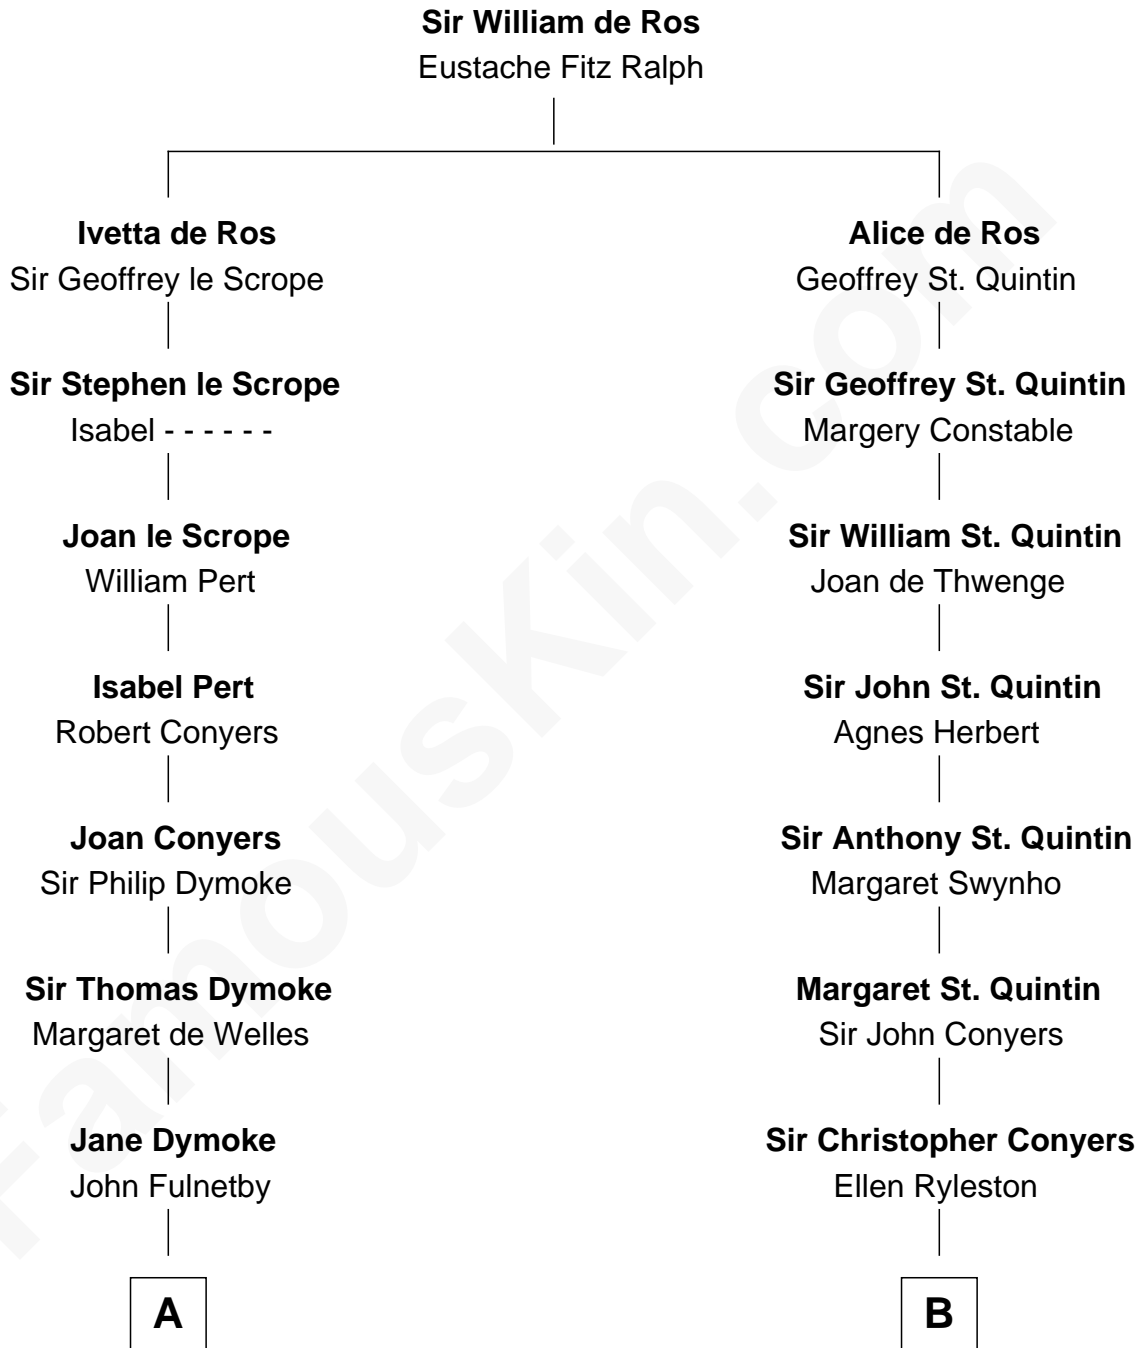 Sir William de Ros
Eustache Fitz Ralph
Ivetta de Ros
Sir Geoffrey le Scrope
Alice de Ros
Geoffrey St. Quintin
Sir Stephen le Scrope
Isabel - - - - - -
Sir Geoffrey St. Quintin
Margery Constable
Joan le Scrope
William Pert
Sir William St. Quintin
Joan de Thwenge
Isabel Pert
Robert Conyers
Sir John St. Quintin
Agnes Herbert
Joan Conyers
Sir Philip Dymoke
Sir Anthony St. Quintin
Margaret Swynho
Sir Thomas Dymoke
Margaret de Welles
Margaret St. Quintin
Sir John Conyers
Jane Dymoke
John Fulnetby
Sir Christopher Conyers
Ellen Ryleston
A
B
FamousKin.com